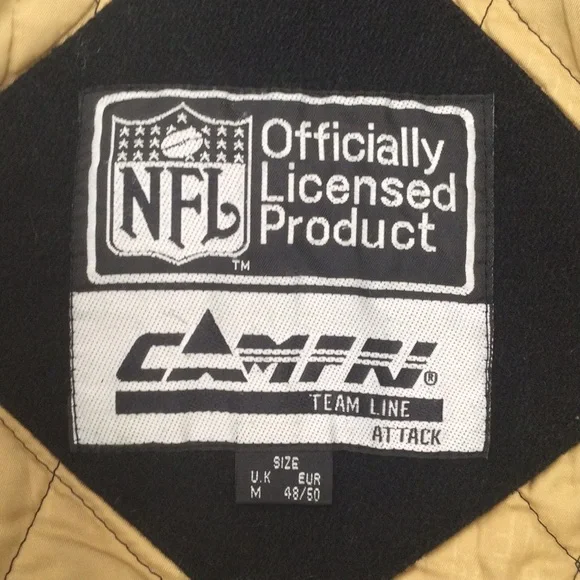 NFL
Officially
Licensed
Product
TM
CAMPRI®
TEAM LINE
ATTACK
SIZE
U.K EUR
M 48/50